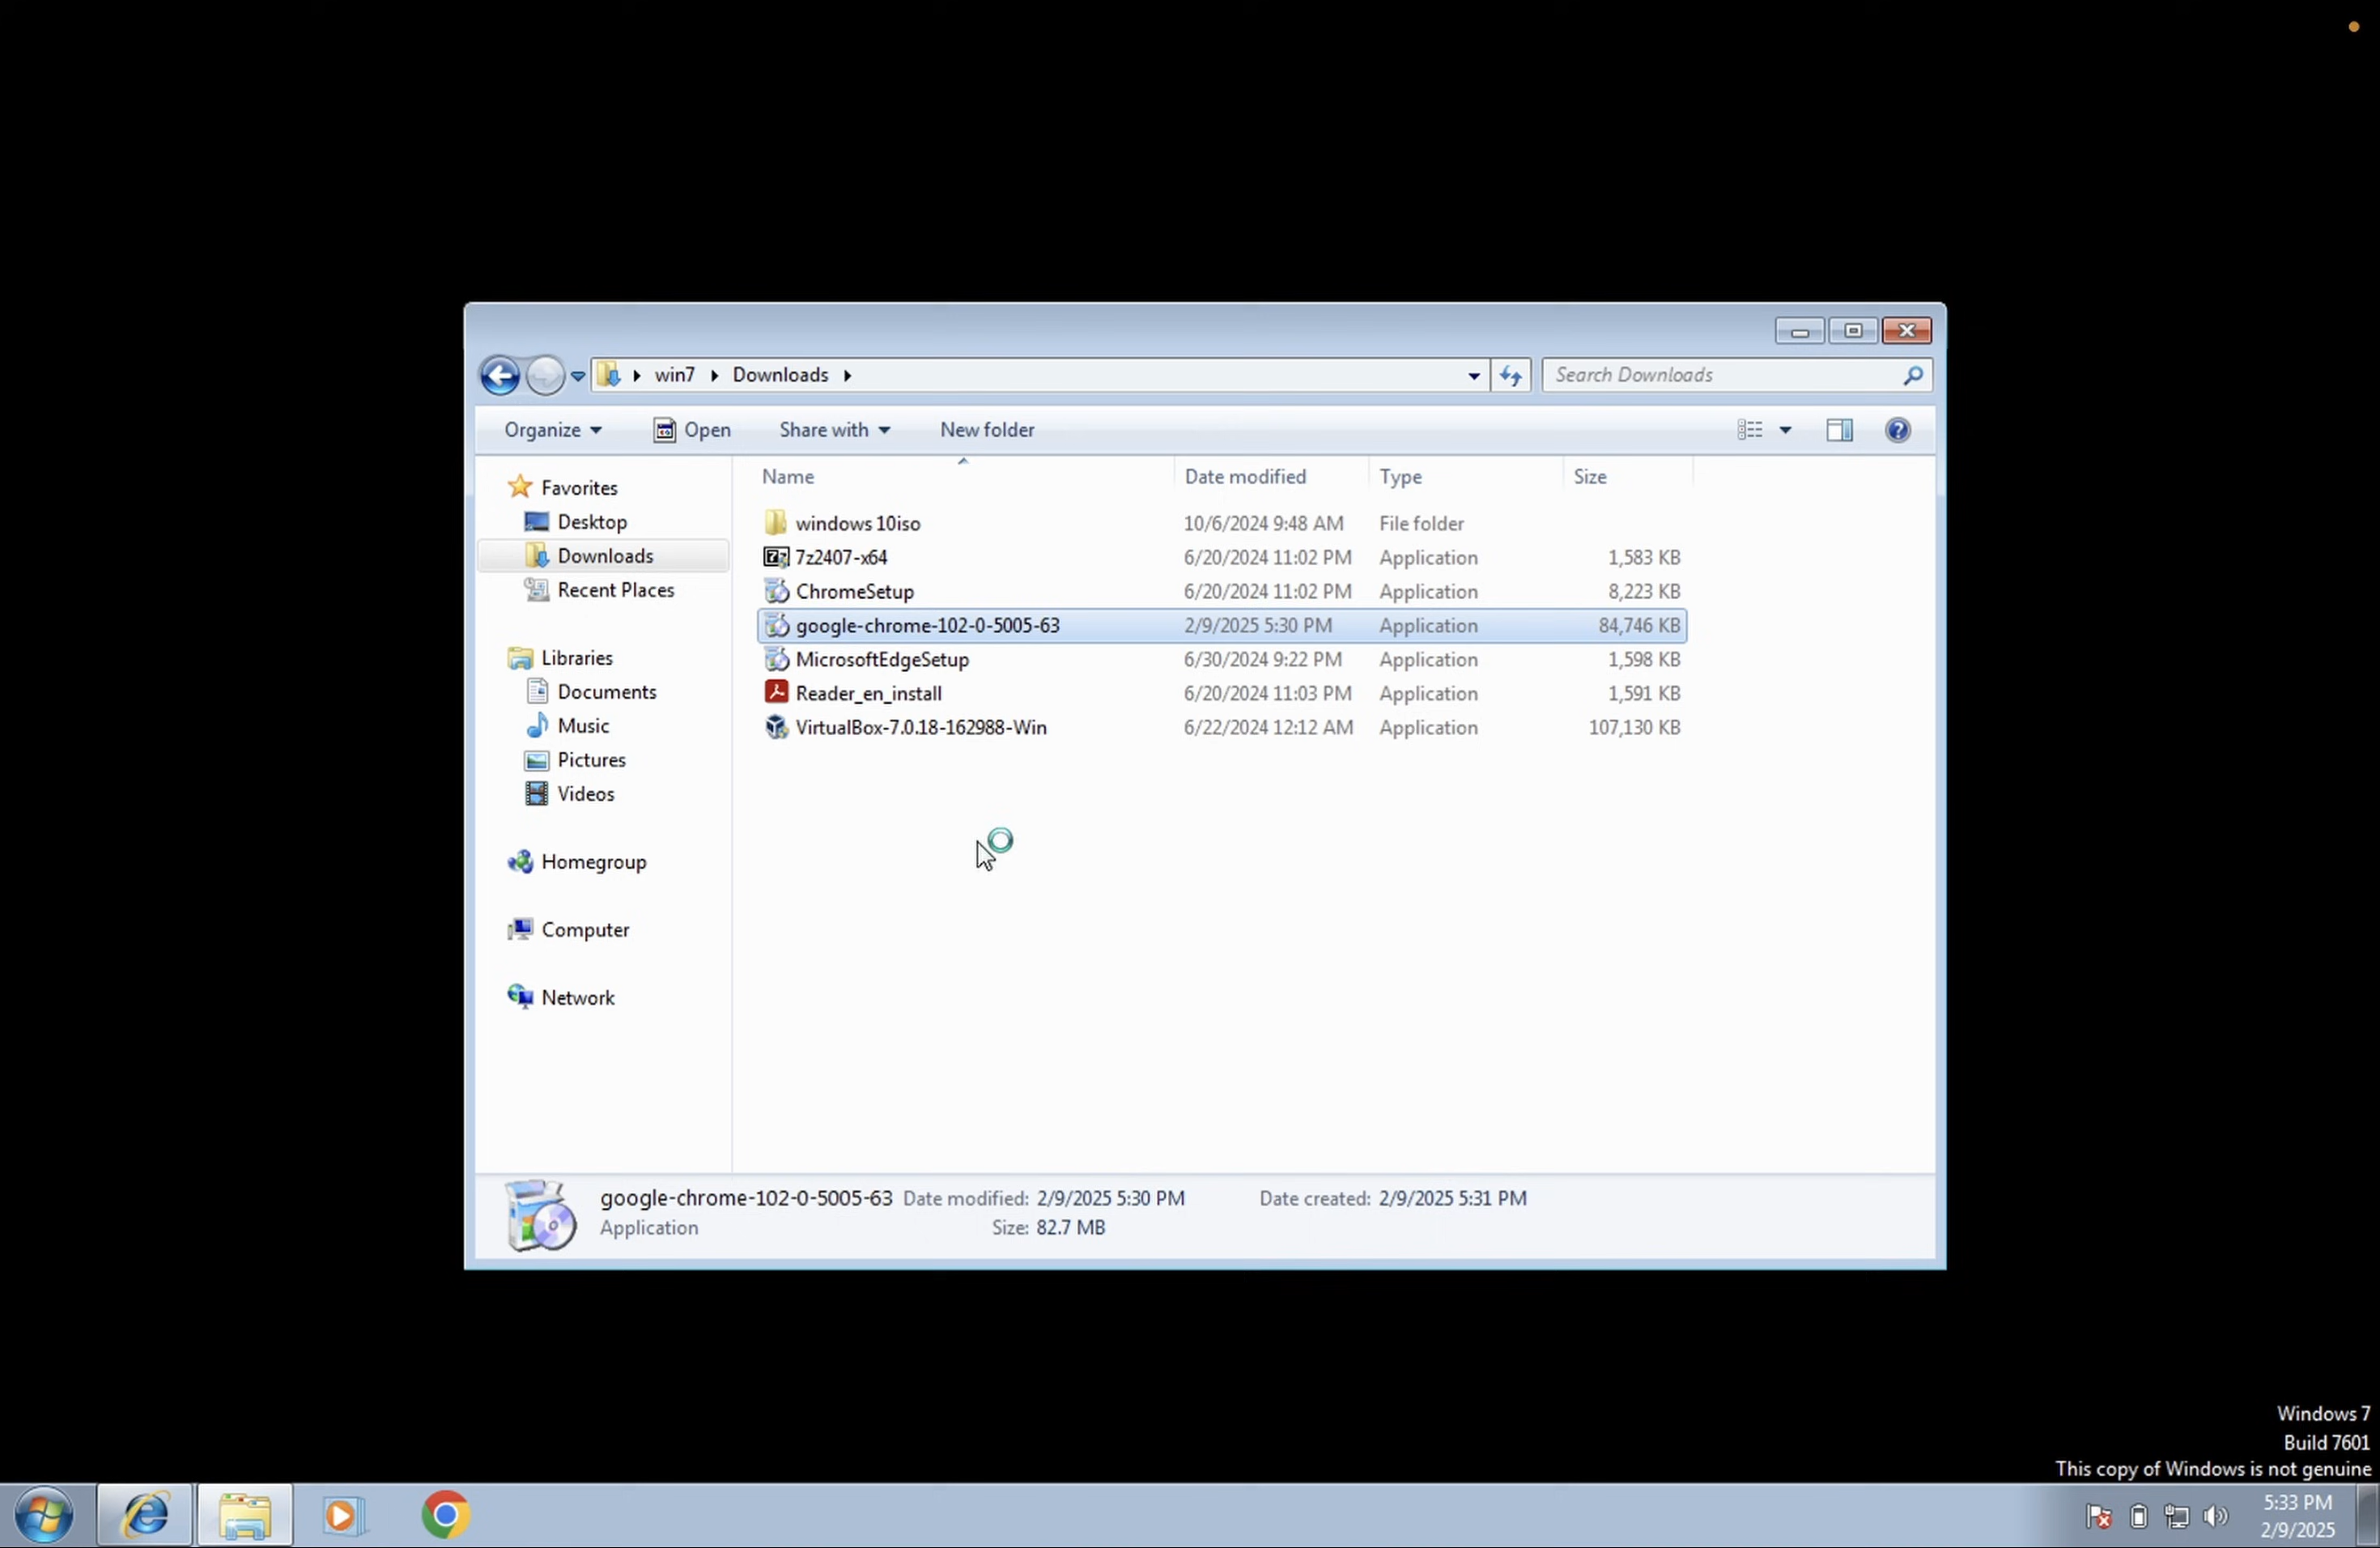 win7 Downloads
Search Downloads
Organize Open Share with New folder
Favorites
Desktop
Downloads
Recent Places
Libraries
Documents
Music
Pictures
Videos
Homegroup
Computer
Network
Name Date modified Type Size
windows 10iso 10/6/2024 9:48 AM File folder
7z2407-x64 6/20/2024 11:02 PM Application 1,583 KB
ChromeSetup 6/20/2024 11:02 PM Application 8,223 KB
google-chrome-102-0-5005-63 2/9/2025 5:30 PM Application 84,746 KB
MicrosoftEdgeSetup 6/30/2024 9:22 PM Application 1,598 KB
Reader_en_install 6/20/2024 11:03 PM Application 1,591 KB
VirtualBox-7.0.18-162988-Win 6/22/2024 12:12 AM Application 107,130 KB
google-chrome-102-0-5005-63 Date modified: 2/9/2025 5:30 PM Date created: 2/9/2025 5:31 PM
Application Size: 82.7 MB
Windows 7
Build 7601
This copy of Windows is not genuine
5:33 PM
2/9/2025